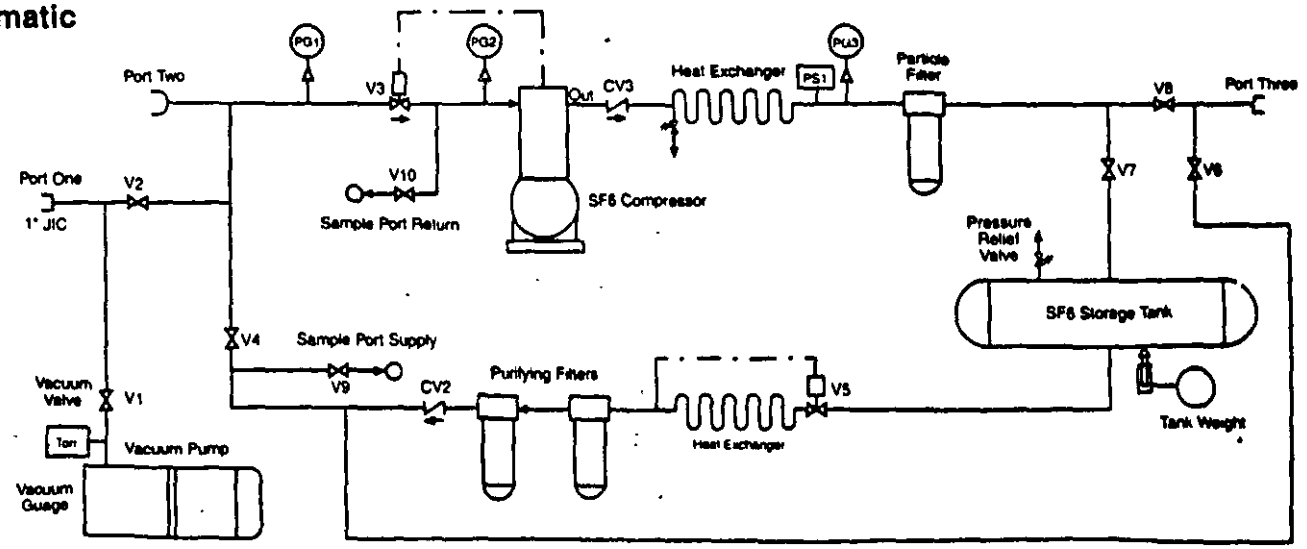 matic
PG1
PG2
PG3
Port Two
V3
Out
CV3
Heat Exchanger
PS1
Particle
Filter
V8
Port Three
Port One
1" JIC
V2
V10
Sample Port Return
SF6 Compressor
V7
V6
Pressure
Relief
Valve
SF6 Storage Tank
V4
Sample Port Supply
V9
CV2
Purifying Filters
V5
Heat Exchanger
Tank Weight
Vacuum
Valve
V1
Torr
Vacuum Pump
Vacuum
Guage